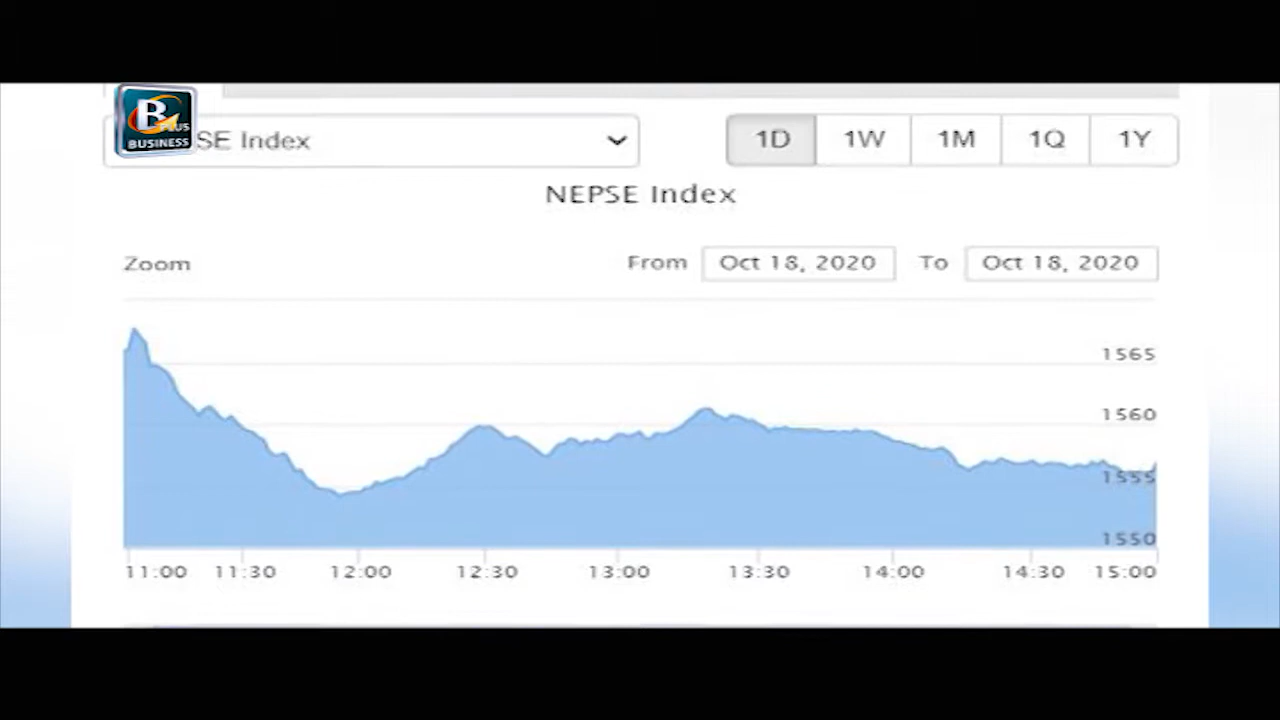 B PLUS
BUSINESS
SE Index
1D 1W 1M 1Q 1Y
NEPSE Index
Zoom From Oct 18, 2020 To Oct 18, 2020
1565
1560
1555
1550
11:00 11:30 12:00 12:30 13:00 13:30 14:00 14:30 15:00